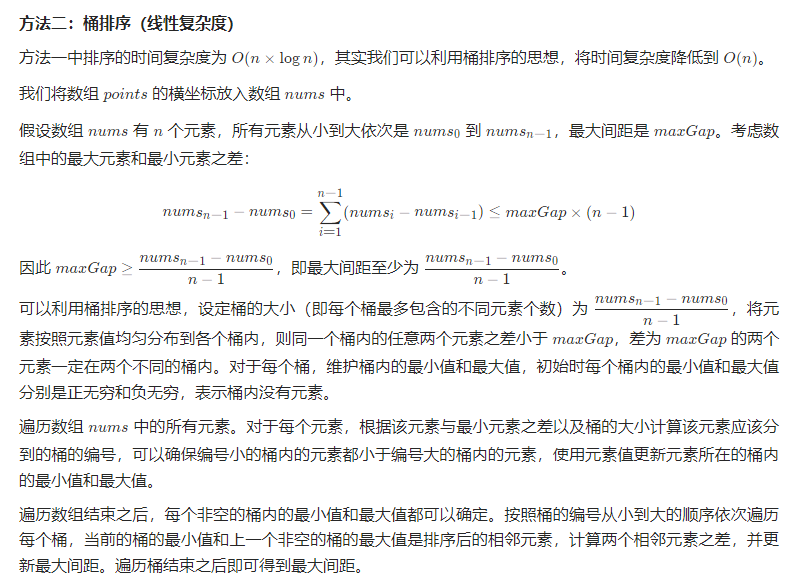 方法二：桶排序（线性复杂度）
方法一中排序的时间复杂度为 O(n × log n)，其实我们可以利用桶排序的思想，将时间复杂度降低到 O(n)。
我们将数组 points 的横坐标放入数组 nums 中。
假设数组 nums 有 n 个元素，所有元素从小到大依次是 nums₀ 到 numsₙ₋₁，最大间距是 maxGap。考虑数
组中的最大元素和最小元素之差：
numsₙ₋₁ − nums₀ = ∑_{i=1}^{n−1} (numsᵢ − numsᵢ₋₁) ≤ maxGap × (n − 1)
因此 maxGap ≥ (numsₙ₋₁ − nums₀)/(n − 1)，即最大间距至少为 (numsₙ₋₁ − nums₀)/(n − 1)。
可以利用桶排序的思想，设定桶的大小（即每个桶最多包含的不同元素个数）为 (numsₙ₋₁ − nums₀)/(n − 1)，将元
素按照元素值均匀分布到各个桶内，则同一个桶内的任意两个元素之差小于 maxGap，差为 maxGap 的两个
元素一定在两个不同的桶内。对于每个桶，维护桶内的最小值和最大值，初始时每个桶内的最小值和最大值
分别是正无穷和负无穷，表示桶内没有元素。
遍历数组 nums 中的所有元素。对于每个元素，根据该元素与最小元素之差以及桶的大小计算该元素应该分
到的桶的编号，可以确保编号小的桶内的元素都小于编号大的桶内的元素，使用元素值更新元素所在的桶内
的最小值和最大值。
遍历数组结束之后，每个非空的桶内的最小值和最大值都可以确定。按照桶的编号从小到大的顺序依次遍历
每个桶，当前的桶的最小值和上一个非空的桶的最大值是排序后的相邻元素，计算两个相邻元素之差，并更
新最大间距。遍历桶结束之后即可得到最大间距。